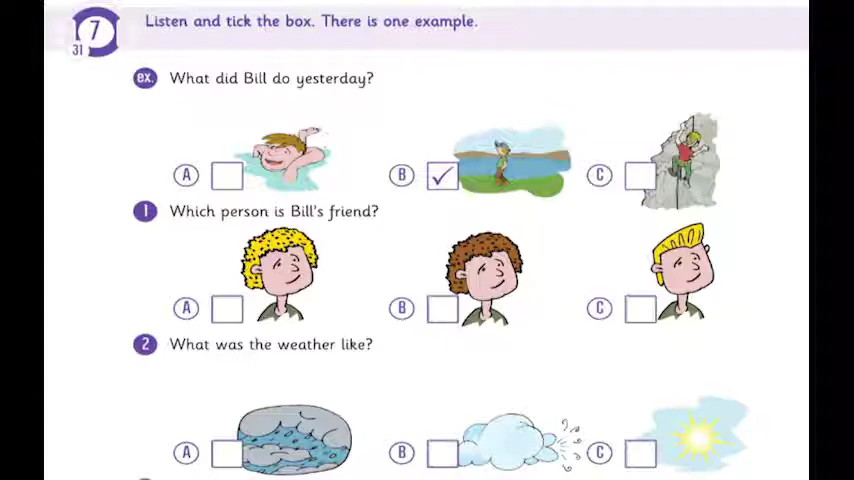 7
Listen and tick the box. There is one example.
31
ex. What did Bill do yesterday?
A B C
1 Which person is Bill's friend?
A B C
2 What was the weather like?
A B C